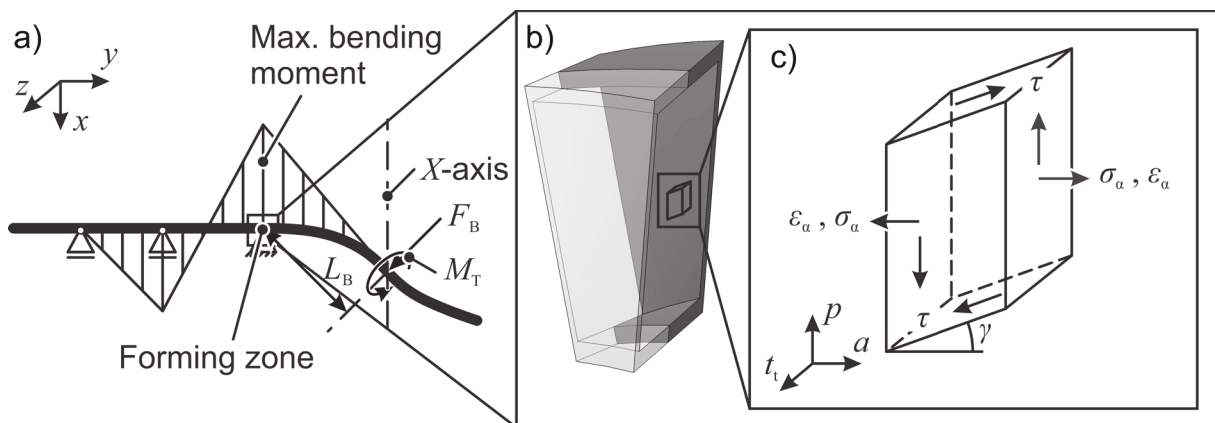 a)
Max. bending
moment
y
z
x
X-axis
F_B
M_T
L_B
Forming zone
b)
c)
τ
σ_α , ε_α
ε_α , σ_α
τ
γ
p
a
t_t